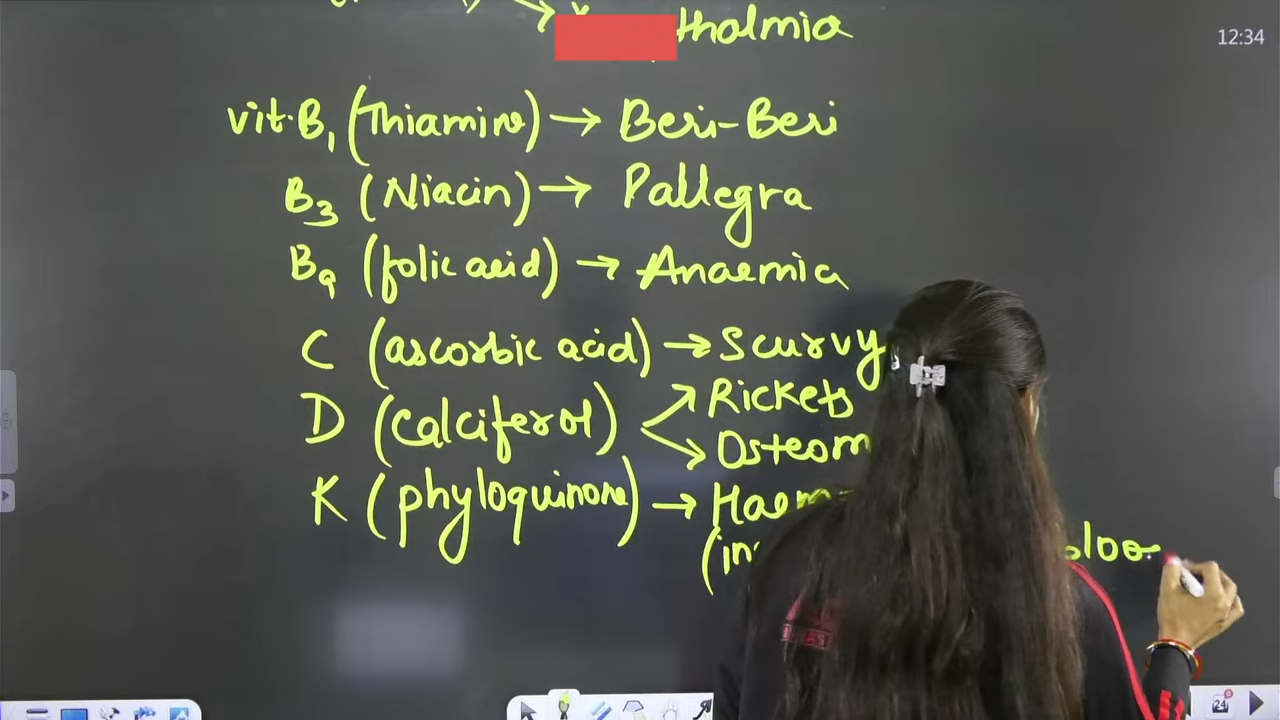 thalmia
12:34
vit. B1 (Thiamine) → Beri-Beri
B3 (Niacin) → Pallegra
B9 (folic acid) → Anaemia
C (ascorbic acid) → Scurvy
D (Calciferol) → Rickets
→ Osteom
K (phyloquinone) → Haem
(in
bloo
24